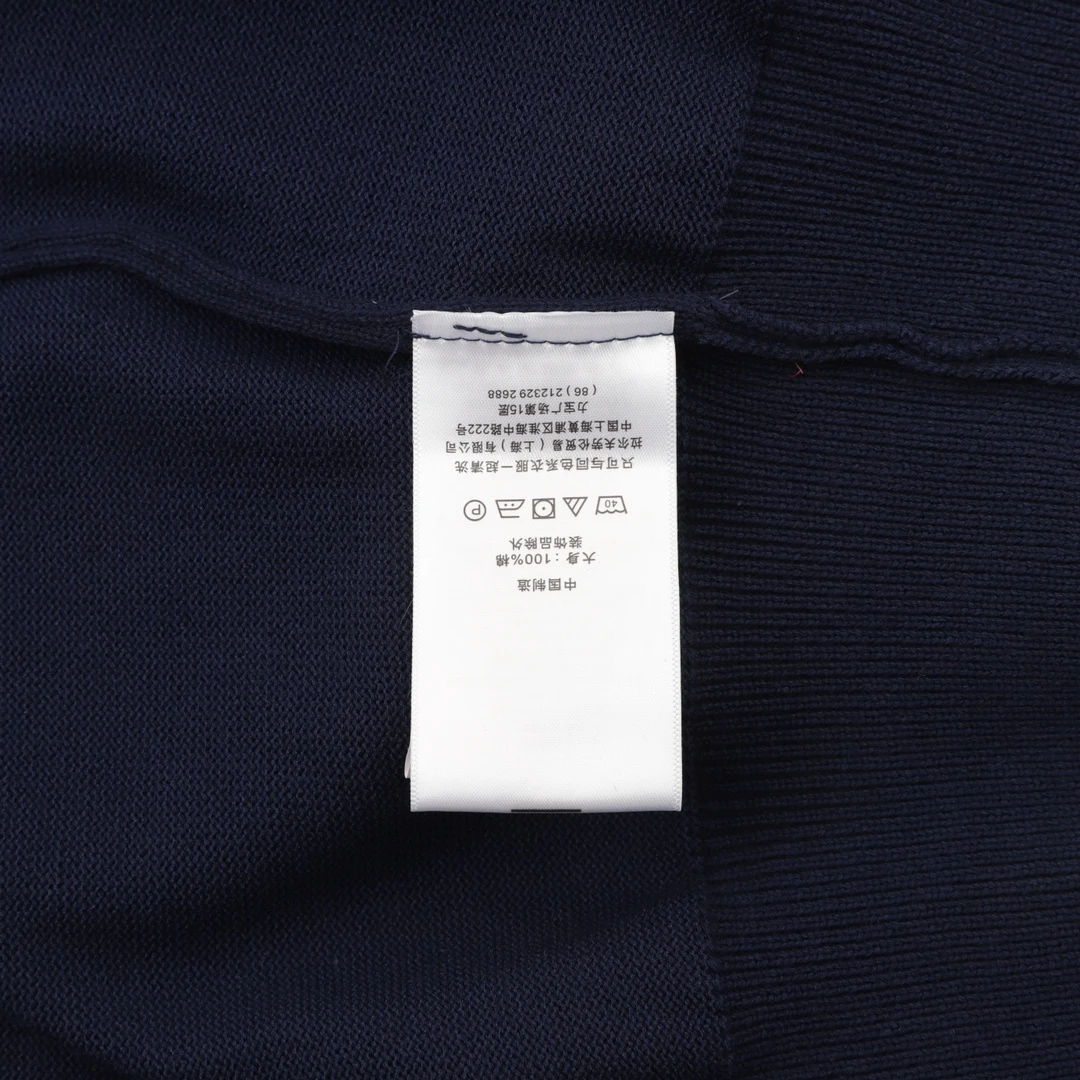 中国制造
大身：100%棉
装饰品除外
40 P
只可与同色系衣服一起清洗
拉尔夫劳伦贸易（上海）有限公司
中国上海黄浦区淮海中路222号
力宝广场第15层
（86）212329 2688